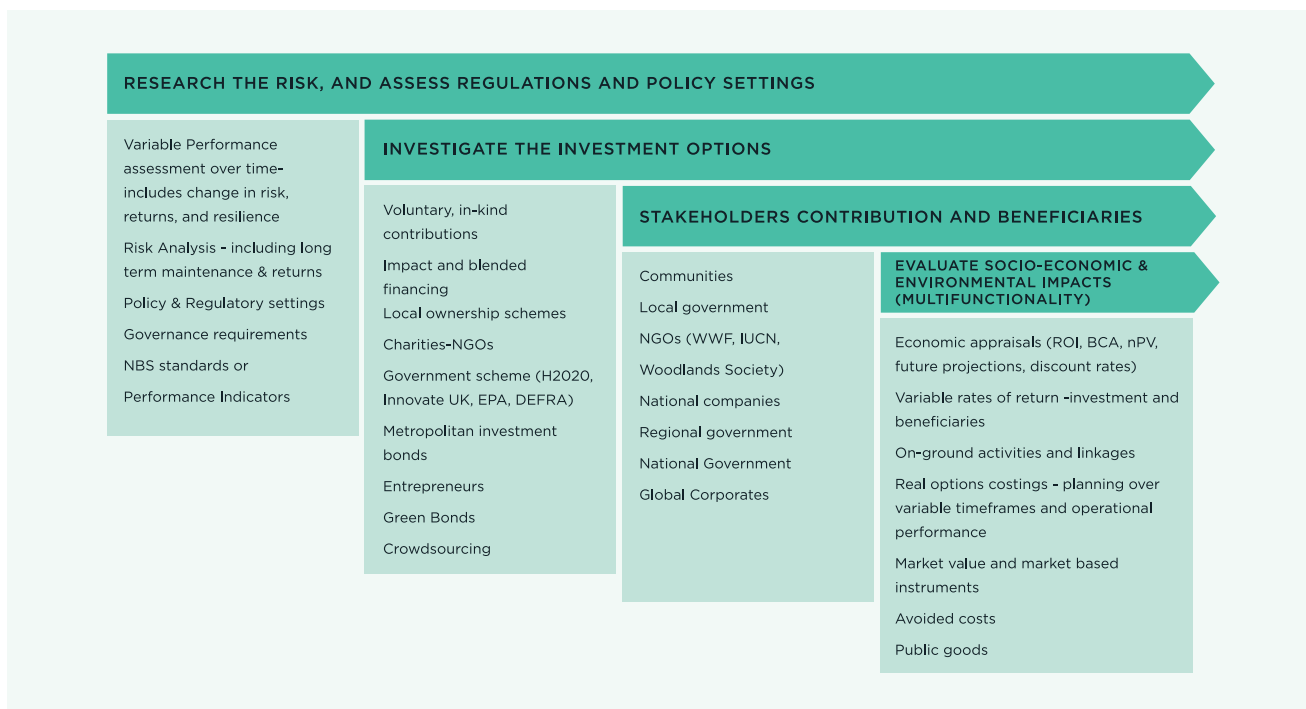 RESEARCH THE RISK, AND ASSESS REGULATIONS AND POLICY SETTINGS
Variable Performance
assessment over time-
includes change in risk,
returns, and resilience
Risk Analysis - including long
term maintenance & returns
Policy & Regulatory settings
Governance requirements
NBS standards or
Performance Indicators
INVESTIGATE THE INVESTMENT OPTIONS
Voluntary, in-kind
contributions
Impact and blended
financing
Local ownership schemes
Charities-NGOs
Government scheme (H2020,
Innovate UK, EPA, DEFRA)
Metropolitan investment
bonds
Entrepreneurs
Green Bonds
Crowdsourcing
STAKEHOLDERS CONTRIBUTION AND BENEFICIARIES
Communities
Local government
NGOs (WWF, IUCN,
Woodlands Society)
National companies
Regional government
National Government
Global Corporates
EVALUATE SOCIO-ECONOMIC &
ENVIRONMENTAL IMPACTS
(MULTIFUNCTIONALITY)
Economic appraisals (ROI, BCA, nPV,
future projections, discount rates)
Variable rates of return -investment and
beneficiaries
On-ground activities and linkages
Real options costings - planning over
variable timeframes and operational
performance
Market value and market based
instruments
Avoided costs
Public goods